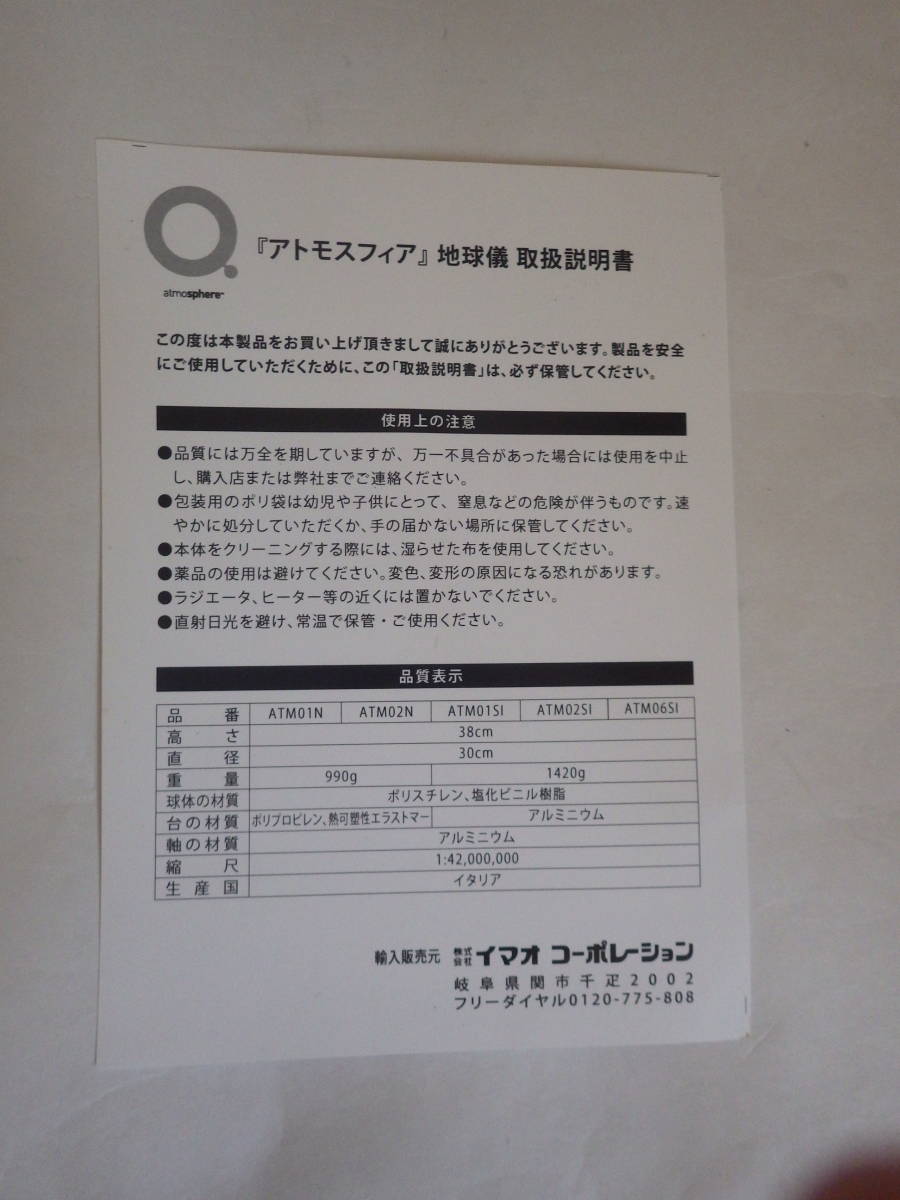 『アトモスフィア』地球儀 取扱説明書
atmosphere™
この度は本製品をお買い上げ頂きまして誠にありがとうございます。製品を安全
にご使用していただくために、この「取扱説明書」は、必ず保管してください。
使用上の注意
●品質には万全を期していますが、万一不具合があった場合には使用を中止
し、購入店または弊社までご連絡ください。
●包装用のポリ袋は幼児や子供にとって、窒息などの危険が伴うものです。速
やかに処分していただくか、手の届かない場所に保管してください。
●本体をクリーニングする際には、湿らせた布を使用してください。
●薬品の使用は避けてください。変色、変形の原因になる恐れがあります。
●ラジエータ、ヒーター等の近くには置かないでください。
●直射日光を避け、常温で保管・ご使用ください。
品質表示
品番 ATM01N ATM02N ATM01SI ATM02SI ATM06SI
高さ 38cm
直径 30cm
重量 990g 1420g
球体の材質 ポリスチレン、塩化ビニル樹脂
台の材質 ポリプロピレン、熱可塑性エラストマー アルミニウム
軸の材質 アルミニウム
縮尺 1:42,000,000
生産国 イタリア
輸入販売元 株式会社イマオ コーポレーション
岐阜県関市千疋2002
フリーダイヤル0120-775-808